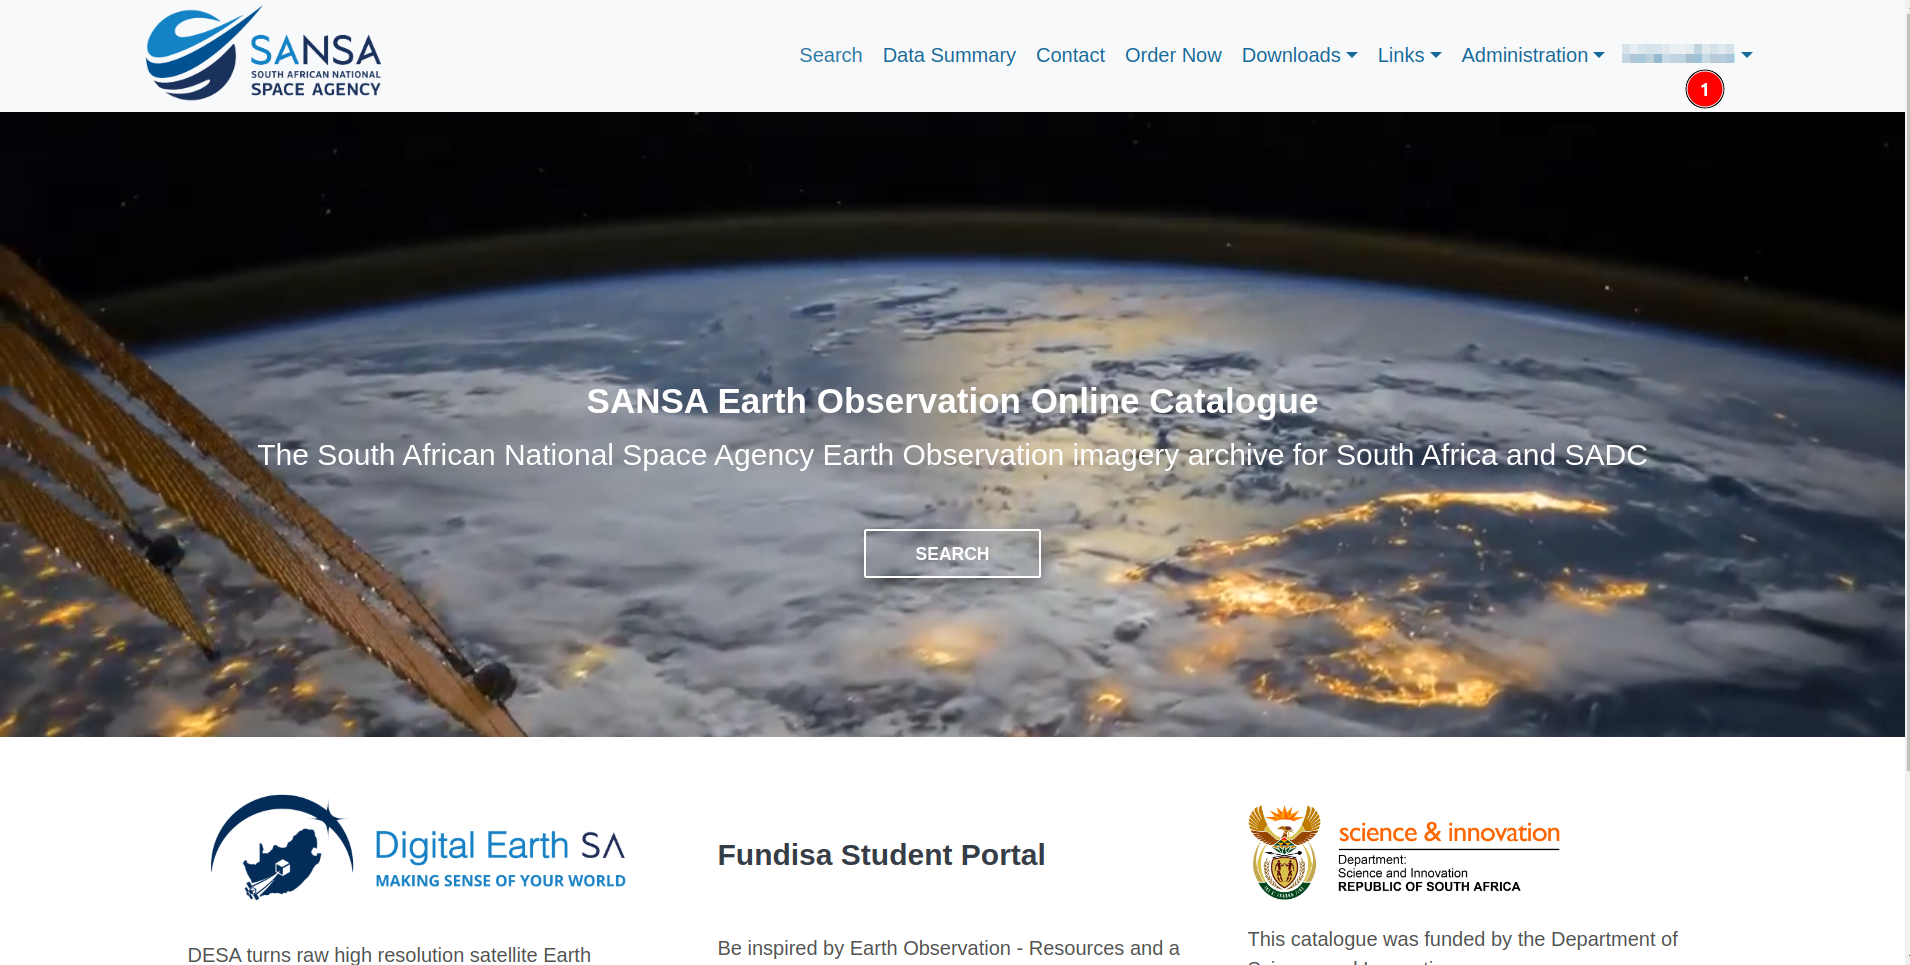 SANSA
SOUTH AFRICAN NATIONAL
SPACE AGENCY
Search Data Summary Contact Order Now Downloads Links Administration
1
SANSA Earth Observation Online Catalogue
The South African National Space Agency Earth Observation imagery archive for South Africa and SADC
SEARCH
Digital Earth SA
MAKING SENSE OF YOUR WORLD
DESA turns raw high resolution satellite Earth
Fundisa Student Portal
Be inspired by Earth Observation - Resources and a
science & innovation
Department:
Science and Innovation
REPUBLIC OF SOUTH AFRICA
This catalogue was funded by the Department of